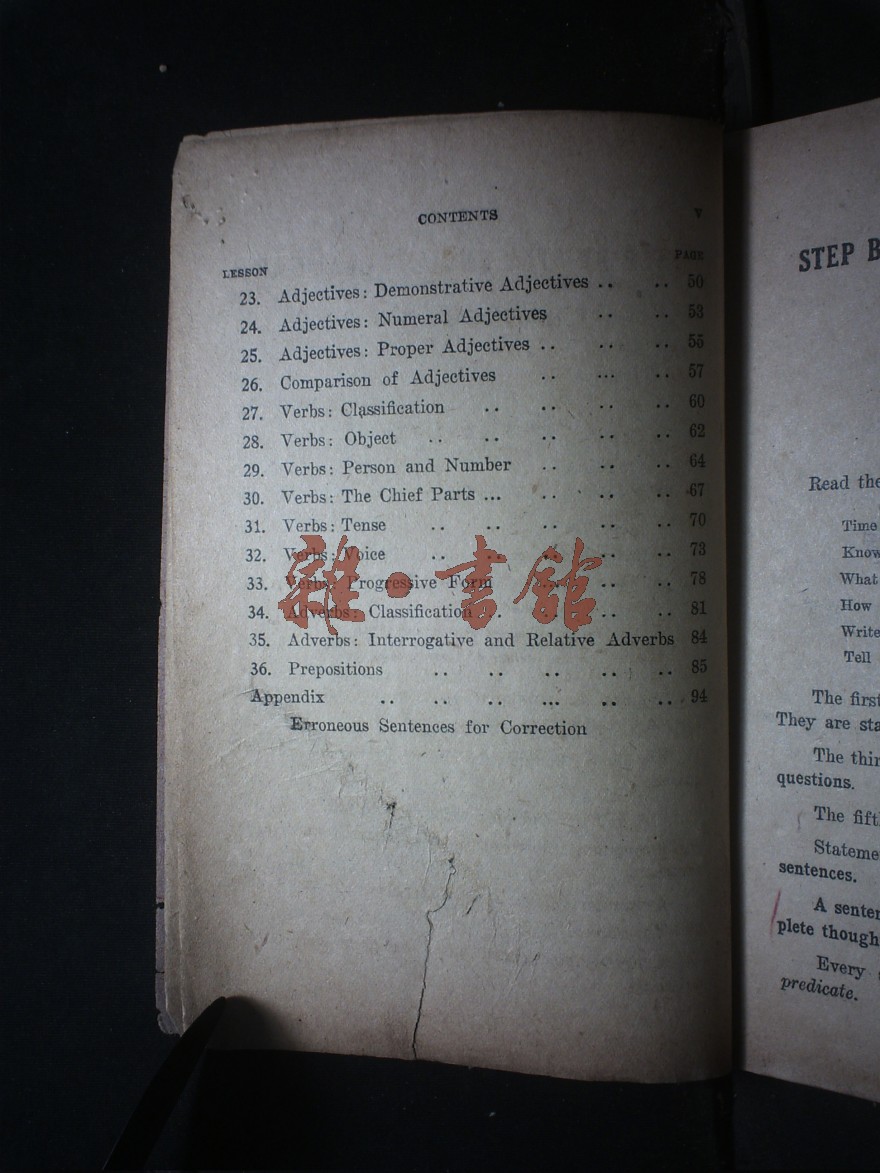 CONTENTS v
LESSON PAGE
23. Adjectives: Demonstrative Adjectives .. .. 50
24. Adjectives: Numeral Adjectives .. .. 53
25. Adjectives: Proper Adjectives .. .. .. 55
26. Comparison of Adjectives .. ... .. 57
27. Verbs: Classification .. .. .. .. 60
28. Verbs: Object .. .. .. .. .. 62
29. Verbs: Person and Number .. .. .. 64
30. Verbs: The Chief Parts ... .. .. .. 67
31. Verbs: Tense .. .. .. .. .. 70
32. Verbs: Voice .. .. .. .. .. 73
33. Verbs: Progressive Form ... .. .. 78
34. Adverbs: Classification .. .. .. .. 81
35. Adverbs: Interrogative and Relative Adverbs 84
36. Prepositions .. .. .. .. .. 85
Appendix .. .. .. ... .. .. 94
Erroneous Sentences for Correction
雜·書館
STEP B
Read the
Time
Know
What
How
Write
Tell
The first
They are sta
The thir
questions.
The fift
Stateme
sentences.
A senten
plete though
Every
predicate.